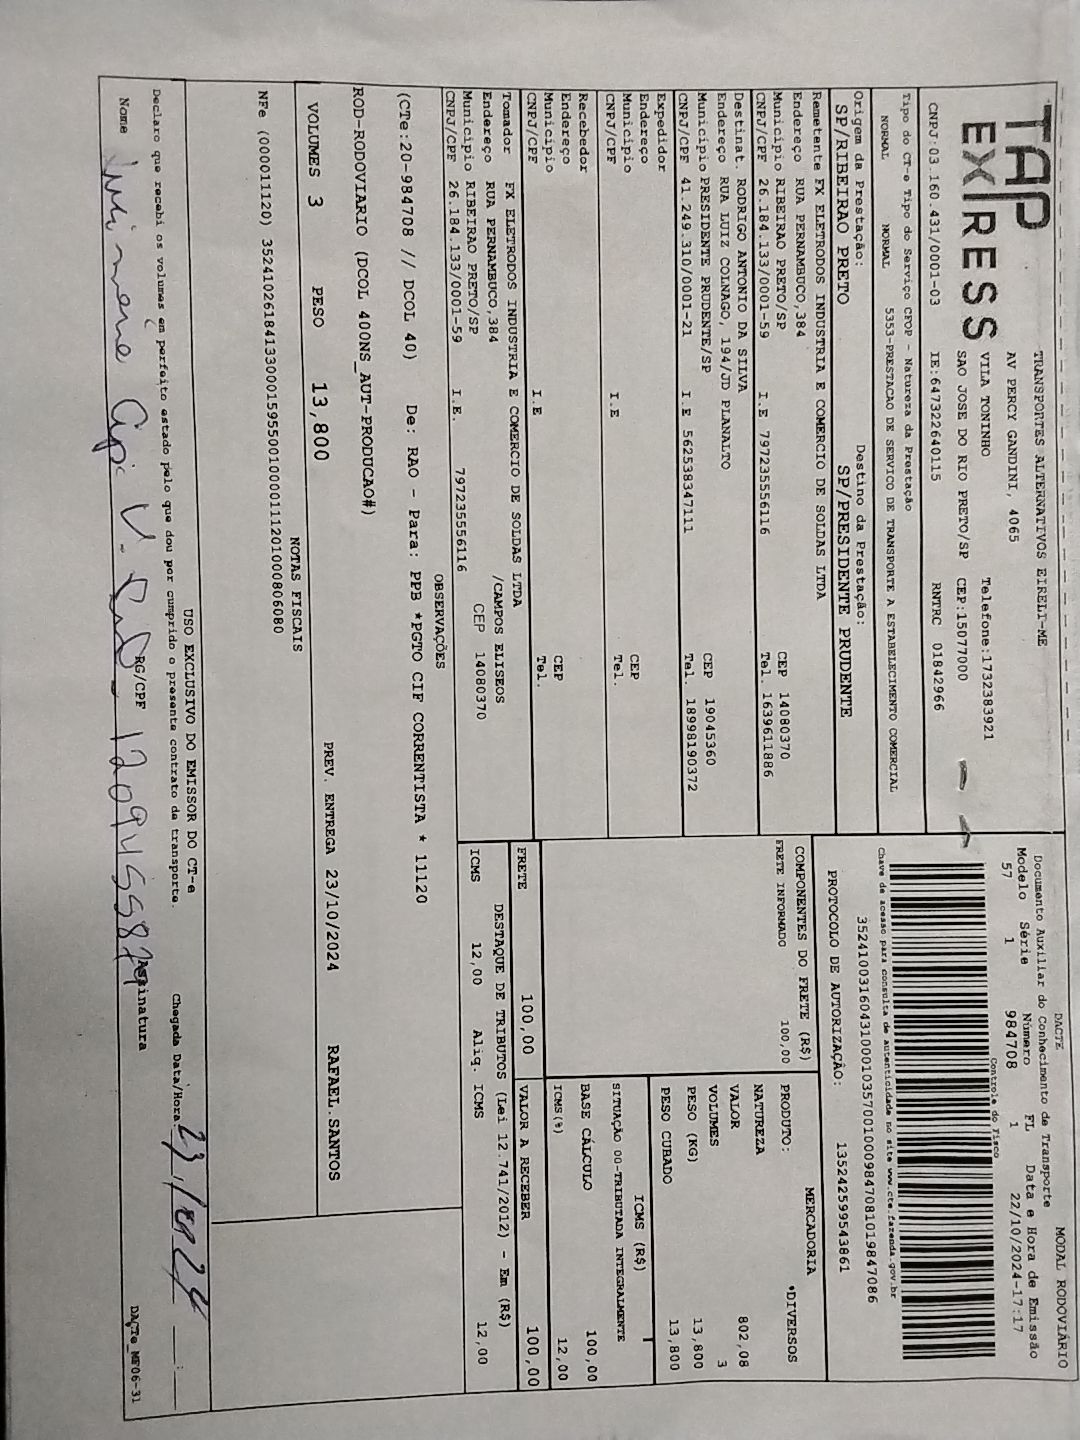 TAP
EXPRESS
TRANSPORTES ALTERNATIVOS EIRELI-ME
AV PERCY GANDINI, 4065
VILA TONINHO
Telefone:1732383921
SAO JOSE DO RIO PRETO/SP CEP:15077000
CNPJ:03.160.431/0001-03 IE:647322640115 RNTRC 01842966
Tipo do CT-e Tipo do Serviço CFOP - Natureza da Prestação
NORMAL NORMAL 5353-PRESTACAO DE SERVICO DE TRANSPORTE A ESTABELECIMENTO COMERCIAL
Origem da Prestação: Destino da Prestação:
SP/RIBEIRAO PRETO SP/PRESIDENTE PRUDENTE
Remetente FX ELETRODOS INDUSTRIA E COMERCIO DE SOLDAS LTDA
Endereço RUA PERNAMBUCO,384
Município RIBEIRAO PRETO/SP CEP 14080370
CNPJ/CPF 26.184.133/0001-59 I.E 797235556116 Tel. 1639611886
Destinat. RODRIGO ANTONIO DA SILVA
Endereço RUA LUIZ COLNAGO, 194/JD PLANALTO
Município PRESIDENTE PRUDENTE/SP CEP 19045360
CNPJ/CPF 41.249.310/0001-21 I.E 562538347111 Tel. 18998190372
Expedidor
Endereço
Município CEP
CNPJ/CPF I.E Tel.
Recebedor
Endereço
Município CEP
CNPJ/CPF I.E Tel.
Tomador FX ELETRODOS INDUSTRIA E COMERCIO DE SOLDAS LTDA
Endereço RUA PERNAMBUCO,384 /CAMPOS ELISEOS
Município RIBEIRAO PRETO/SP CEP 14080370
CNPJ/CPF 26.184.133/0001-59 I.E. 797235556116
DACTE MODAL RODOVIÁRIO
Documento Auxiliar do Conhecimento de Transporte
Modelo Série Número FL Data e Hora de Emissão
57 1 984708 1 22/10/2024-17:17
Controle do Fisco
Chave de acesso para consulta de autenticidade no site www.cte.fazenda.gov.br
35241003160431000103570010009847081019847086
PROTOCOLO DE AUTORIZAÇÃO: 135242599543861
COMPONENTES DO FRETE (R$)
FRETE INFORMADO 100,00
MERCADORIA
PRODUTO: *DIVERSOS
NATUREZA
VALOR 802,08
VOLUMES 3
PESO (KG) 13,800
PESO CUBADO 13,800
ICMS (R$)
SITUAÇÃO 00-TRIBUTADA INTEGRALMENTE
BASE CÁLCULO 100,00
ICMS(%) 12,00
FRETE 100,00 VALOR A RECEBER 100,00
DESTAQUE DE TRIBUTOS (Lei 12.741/2012) - Em (R$)
ICMS 12,00 Aliq. ICMS 12,00
OBSERVAÇÕES
(CTe:20-984708 // DCOL 40) De: RAO - Para: PPB *PGTO CIF CORRENTISTA * 11120
ROD-RODOVIARIO (DCOL 400NS_AUT-PRODUCAO#)
VOLUMES 3 PESO 13,800 PREV. ENTREGA 23/10/2024 RAFAEL.SANTOS
NOTAS FISCAIS
NFe (000011120) 35241026184133000159550010000111201000806080
USO EXCLUSIVO DO EMISSOR DO CT-e
Declaro que recebi os volumes em perfeito estado pelo que dou por cumprido o presente contrato de transporte. Chegada Data/Hora: :
Nome RG/CPF Assinatura
DACTe_MF06-31